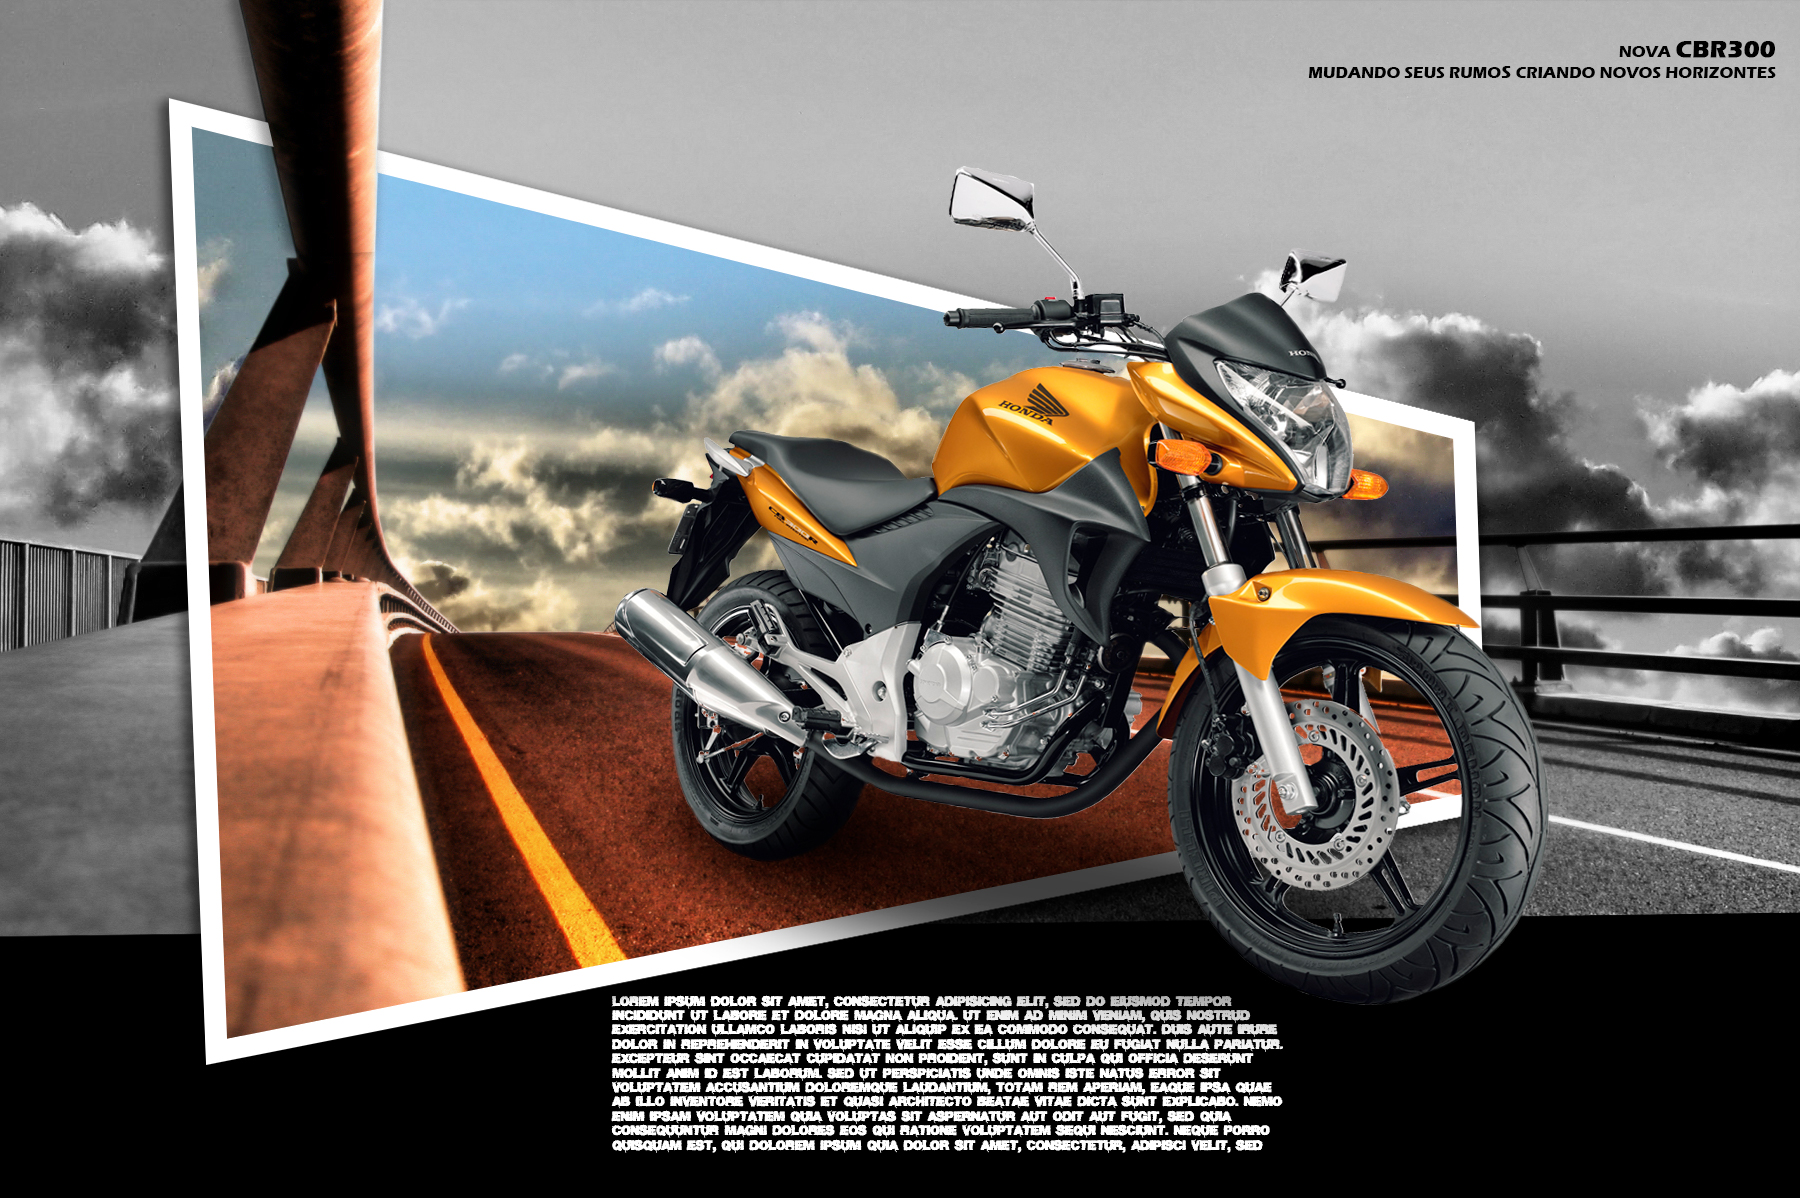 NOVA CBR300
MUDANDO SEUS RUMOS CRIANDO NOVOS HORIZONTES
HONDA
LOREM IPSUM DOLOR SIT AMET, CONSECTETUR ADIPISICING ELIT, SED DO EIUSMOD TEMPOR
INCIDIDUNT UT LABORE ET DOLORE MAGNA ALIQUA. UT ENIM AD MINIM VENIAM, QUIS NOSTRUD
EXERCITATION ULLAMCO LABORIS NISI UT ALIQUIP EX EA COMMODO CONSEQUAT. DUIS AUTE IRURE
DOLOR IN REPREHENDERIT IN VOLUPTATE VELIT ESSE CILLUM DOLORE EU FUGIAT NULLA PARIATUR.
EXCEPTEUR SINT OCCAECAT CUPIDATAT NON PROIDENT, SUNT IN CULPA QUI OFFICIA DESERUNT
MOLLIT ANIM ID EST LABORUM. SED UT PERSPICIATIS UNDE OMNIS ISTE NATUS ERROR SIT
VOLUPTATEM ACCUSANTIUM DOLOREMQUE LAUDANTIUM, TOTAM REM APERIAM, EAQUE IPSA QUAE
AB ILLO INVENTORE VERITATIS ET QUASI ARCHITECTO BEATAE VITAE DICTA SUNT EXPLICABO. NEMO
ENIM IPSAM VOLUPTATEM QUIA VOLUPTAS SIT ASPERNATUR AUT ODIT AUT FUGIT, SED QUIA
CONSEQUUNTUR MAGNI DOLORES EOS QUI RATIONE VOLUPTATEM SEQUI NESCIUNT. NEQUE PORRO
QUISQUAM EST, QUI DOLOREM IPSUM QUIA DOLOR SIT AMET, CONSECTETUR, ADIPISCI VELIT, SED